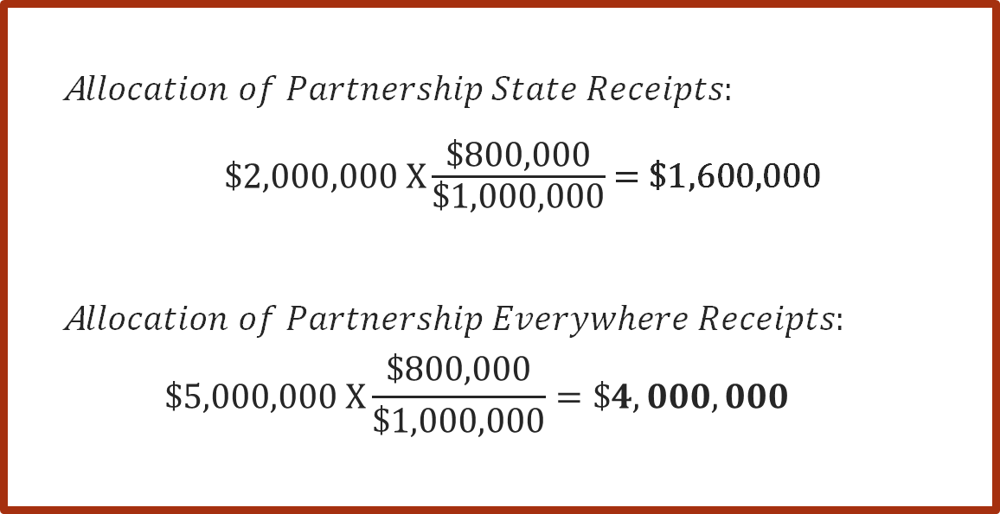 Allocation of Partnership State Receipts:
$2,000,000 X $800,000 / $1,000,000 = $1,600,000
Allocation of Partnership Everywhere Receipts:
$5,000,000 X $800,000 / $1,000,000 = $4,000,000